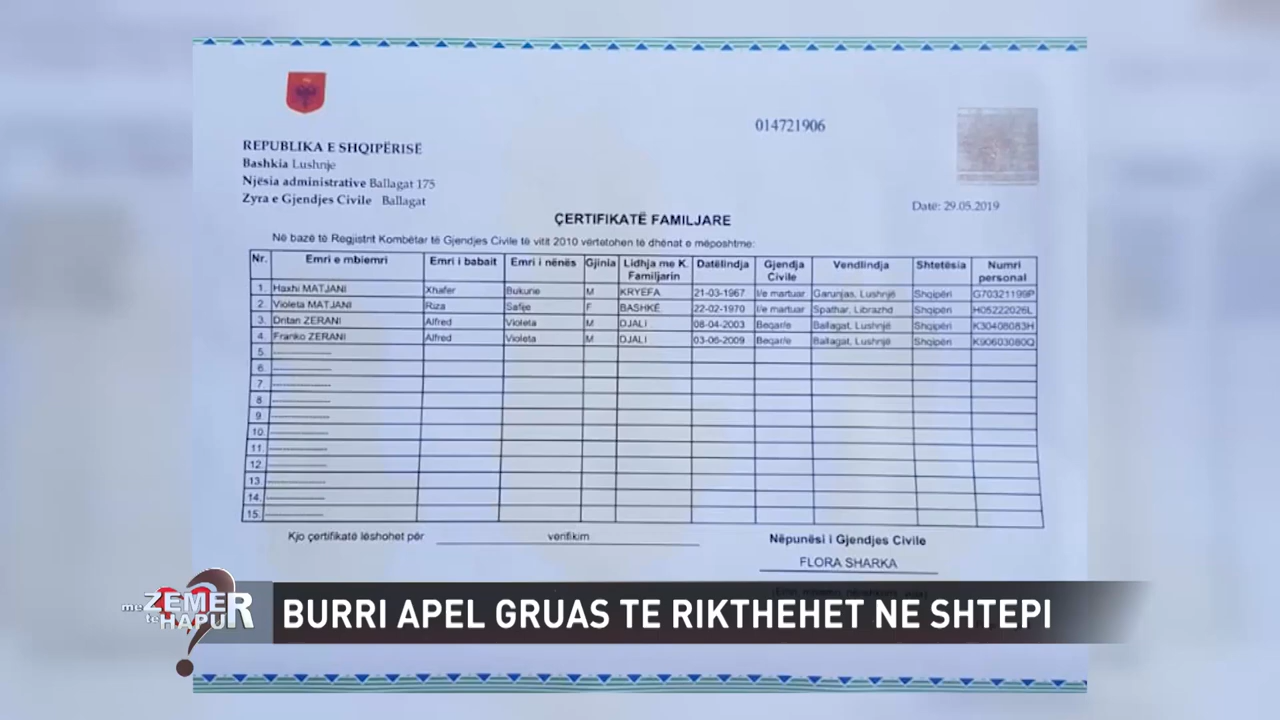 014721906
REPUBLIKA E SHQIPËRISË
Bashkia Lushnje
Njësia administrative Ballagat 175
Zyra e Gjendjes Civile Ballagat
Datë: 29.05.2019
ÇERTIFIKATË FAMILJARE
Në bazë të Regjistrit Kombëtar të Gjendjes Civile të vitit 2010 vërtetohen të dhënat e mëposhtme:
Nr. Emri e mbiemri Emri i babait Emri i nënës Gjinia Lidhja me K. Familjarin Datëlindja Gjendja Civile Vendlindja Shtetësia Numri personal
1. Haxhi MATJANI Xhafer Bukurie M KRYEFA 21-03-1967 I/e martuar Garunjas, Lushnjë Shqipëri G70321199P
2. Violeta MATJANI Riza Safije F BASHKË 22-02-1970 I/e martuar Spathar, Librazhd Shqipëri H05222026L
3. Dritan ZERANI Alfred Violeta M DJALI 08-04-2003 Beqar/e Ballagat, Lushnjë Shqipëri K30408083H
4. Franko ZERANI Alfred Violeta M DJALI 03-06-2009 Beqar/e Ballagat, Lushnjë Shqipëri K90603080Q
5.
6.
7.
8.
9.
10.
11.
12.
13.
14.
15.
Kjo çertifikatë lëshohet për verifikim
Nëpunësi i Gjendjes Civile
FLORA SHARKA
me ZEMER te HAPUR
BURRI APEL GRUAS TE RIKTHEHET NE SHTEPI